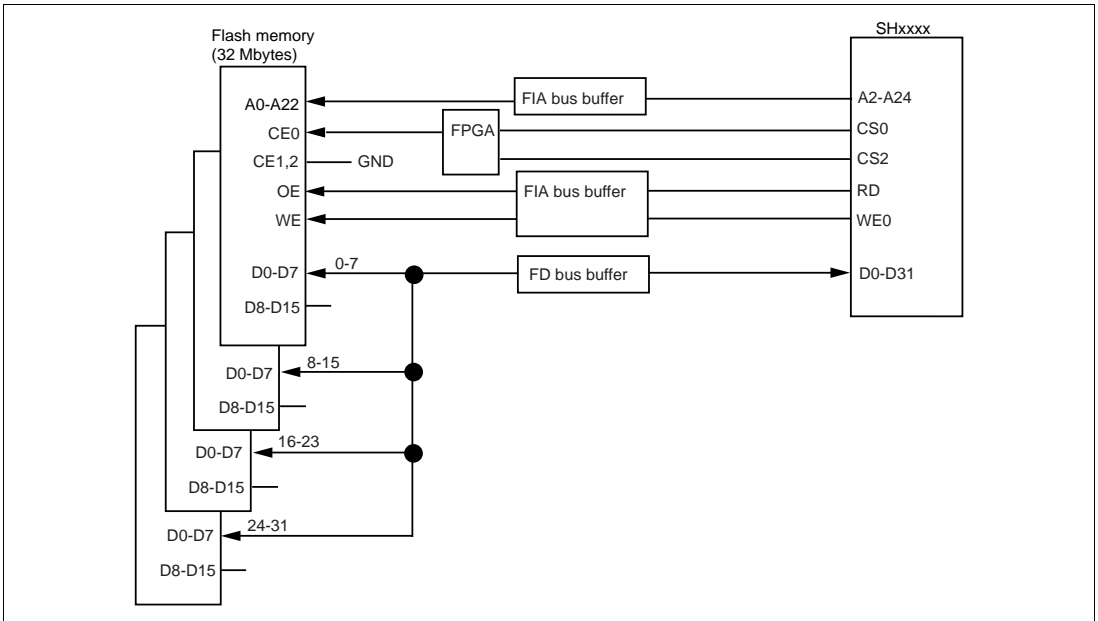 Flash memory
(32 Mbytes)
SHxxxx
A0-A22
FIA bus buffer
A2-A24
CE0
FPGA
CS0
CE1,2
GND
CS2
OE
FIA bus buffer
RD
WE
WE0
D0-D7
0-7
FD bus buffer
D0-D31
D8-D15
D0-D7
8-15
D8-D15
D0-D7
16-23
D8-D15
D0-D7
24-31
D8-D15